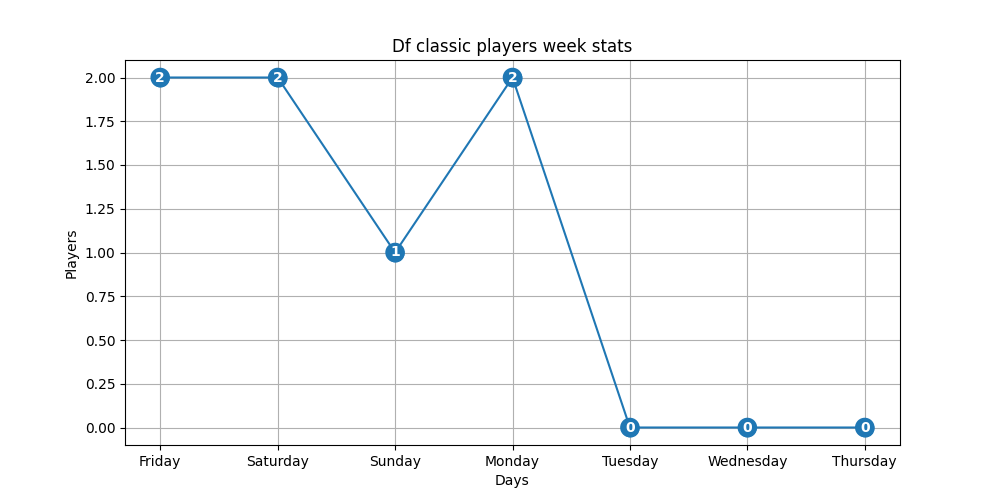 Df classic players week stats
2.00
1.75
1.50
1.25
1.00
0.75
0.50
0.25
0.00
Players
2 2 1 2 0 0 0
Friday Saturday Sunday Monday Tuesday Wednesday Thursday
Days